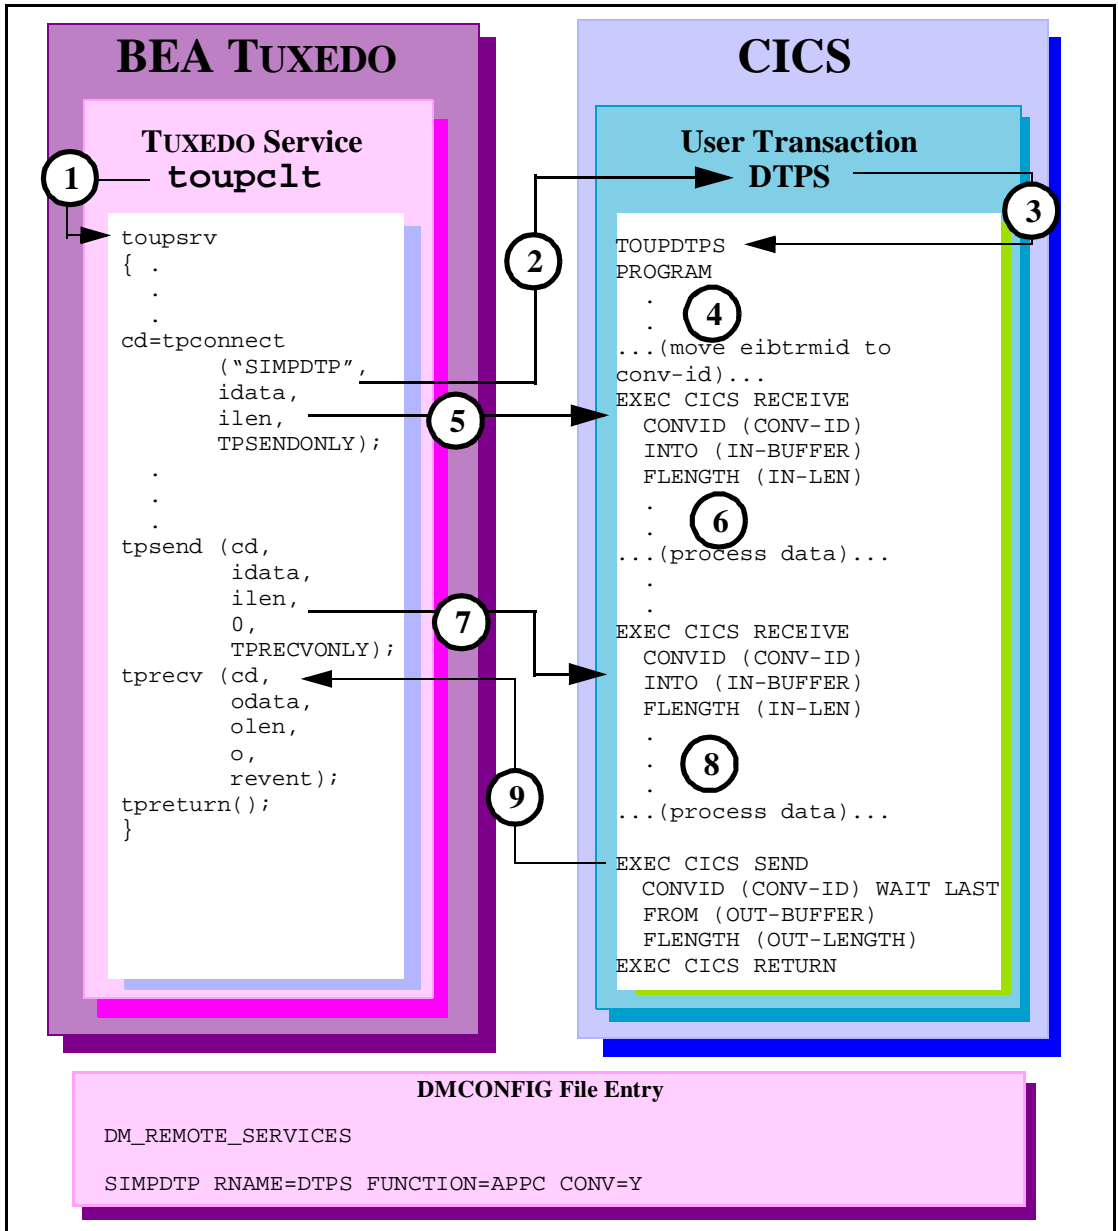 BEA TUXEDO
TUXEDO Service
toupclt
1
toupsrv
{ .
.
.
cd=tpconnect
("SIMPDTP",
idata,
ilen,
TPSENDONLY);
.
.
.
tpsend (cd,
idata,
ilen,
0,
TPRECVONLY);
tprecv (cd,
odata,
olen,
o,
revent);
tpreturn();
}
2
5
7
9
CICS
User Transaction
DTPS
3
TOUPDTPS
PROGRAM
.
.
4
...(move eibtrmid to
conv-id)...
EXEC CICS RECEIVE
CONVID (CONV-ID)
INTO (IN-BUFFER)
FLENGTH (IN-LEN)
.
.
6
...(process data)...
.
.
EXEC CICS RECEIVE
CONVID (CONV-ID)
INTO (IN-BUFFER)
FLENGTH (IN-LEN)
.
.
.
8
...(process data)...
EXEC CICS SEND
CONVID (CONV-ID) WAIT LAST
FROM (OUT-BUFFER)
FLENGTH (OUT-LENGTH)
EXEC CICS RETURN
DMCONFIG File Entry
DM_REMOTE_SERVICES
SIMPDTP RNAME=DTPS FUNCTION=APPC CONV=Y